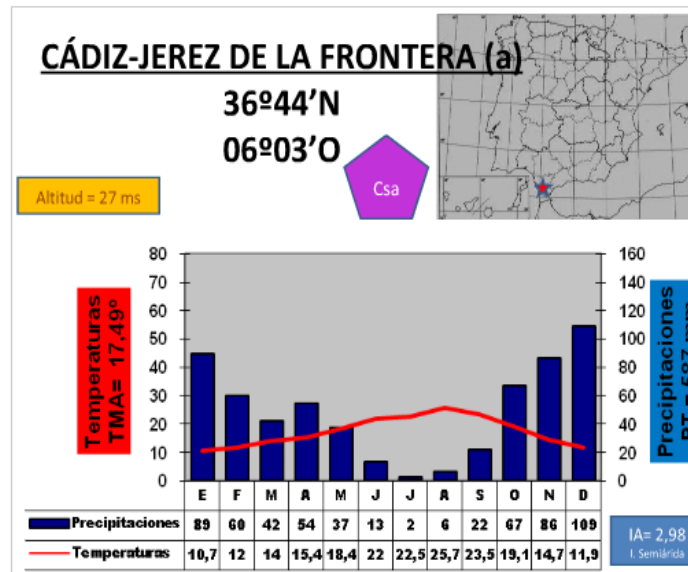 CÁDIZ-JEREZ DE LA FRONTERA (a)
36º44’N
06º03’O
Altitud = 27 ms
Csa
Temperaturas
TMA= 17,49º
80
70
60
50
40
30
20
10
0
160
140
120
100
80
60
40
20
0
Precipitaciones
PT = 587 mm
E F M A M J J A S O N D
Precipitaciones 89 60 42 54 37 13 2 6 22 67 86 109
Temperaturas 10,7 12 14 15,4 18,4 22 22,5 25,7 23,5 19,1 14,7 11,9
IA= 2,98
I. Semiárida